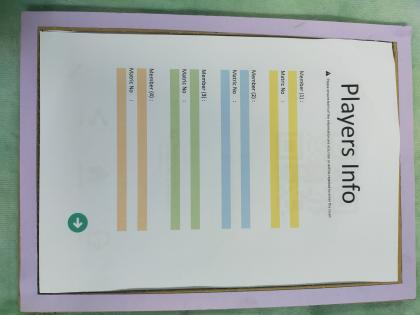 Players Info
Member (1) :
Matric No :
Member (2) :
Matric No :
Member (3) :
Matric No :
Member (4) :
Matric No :